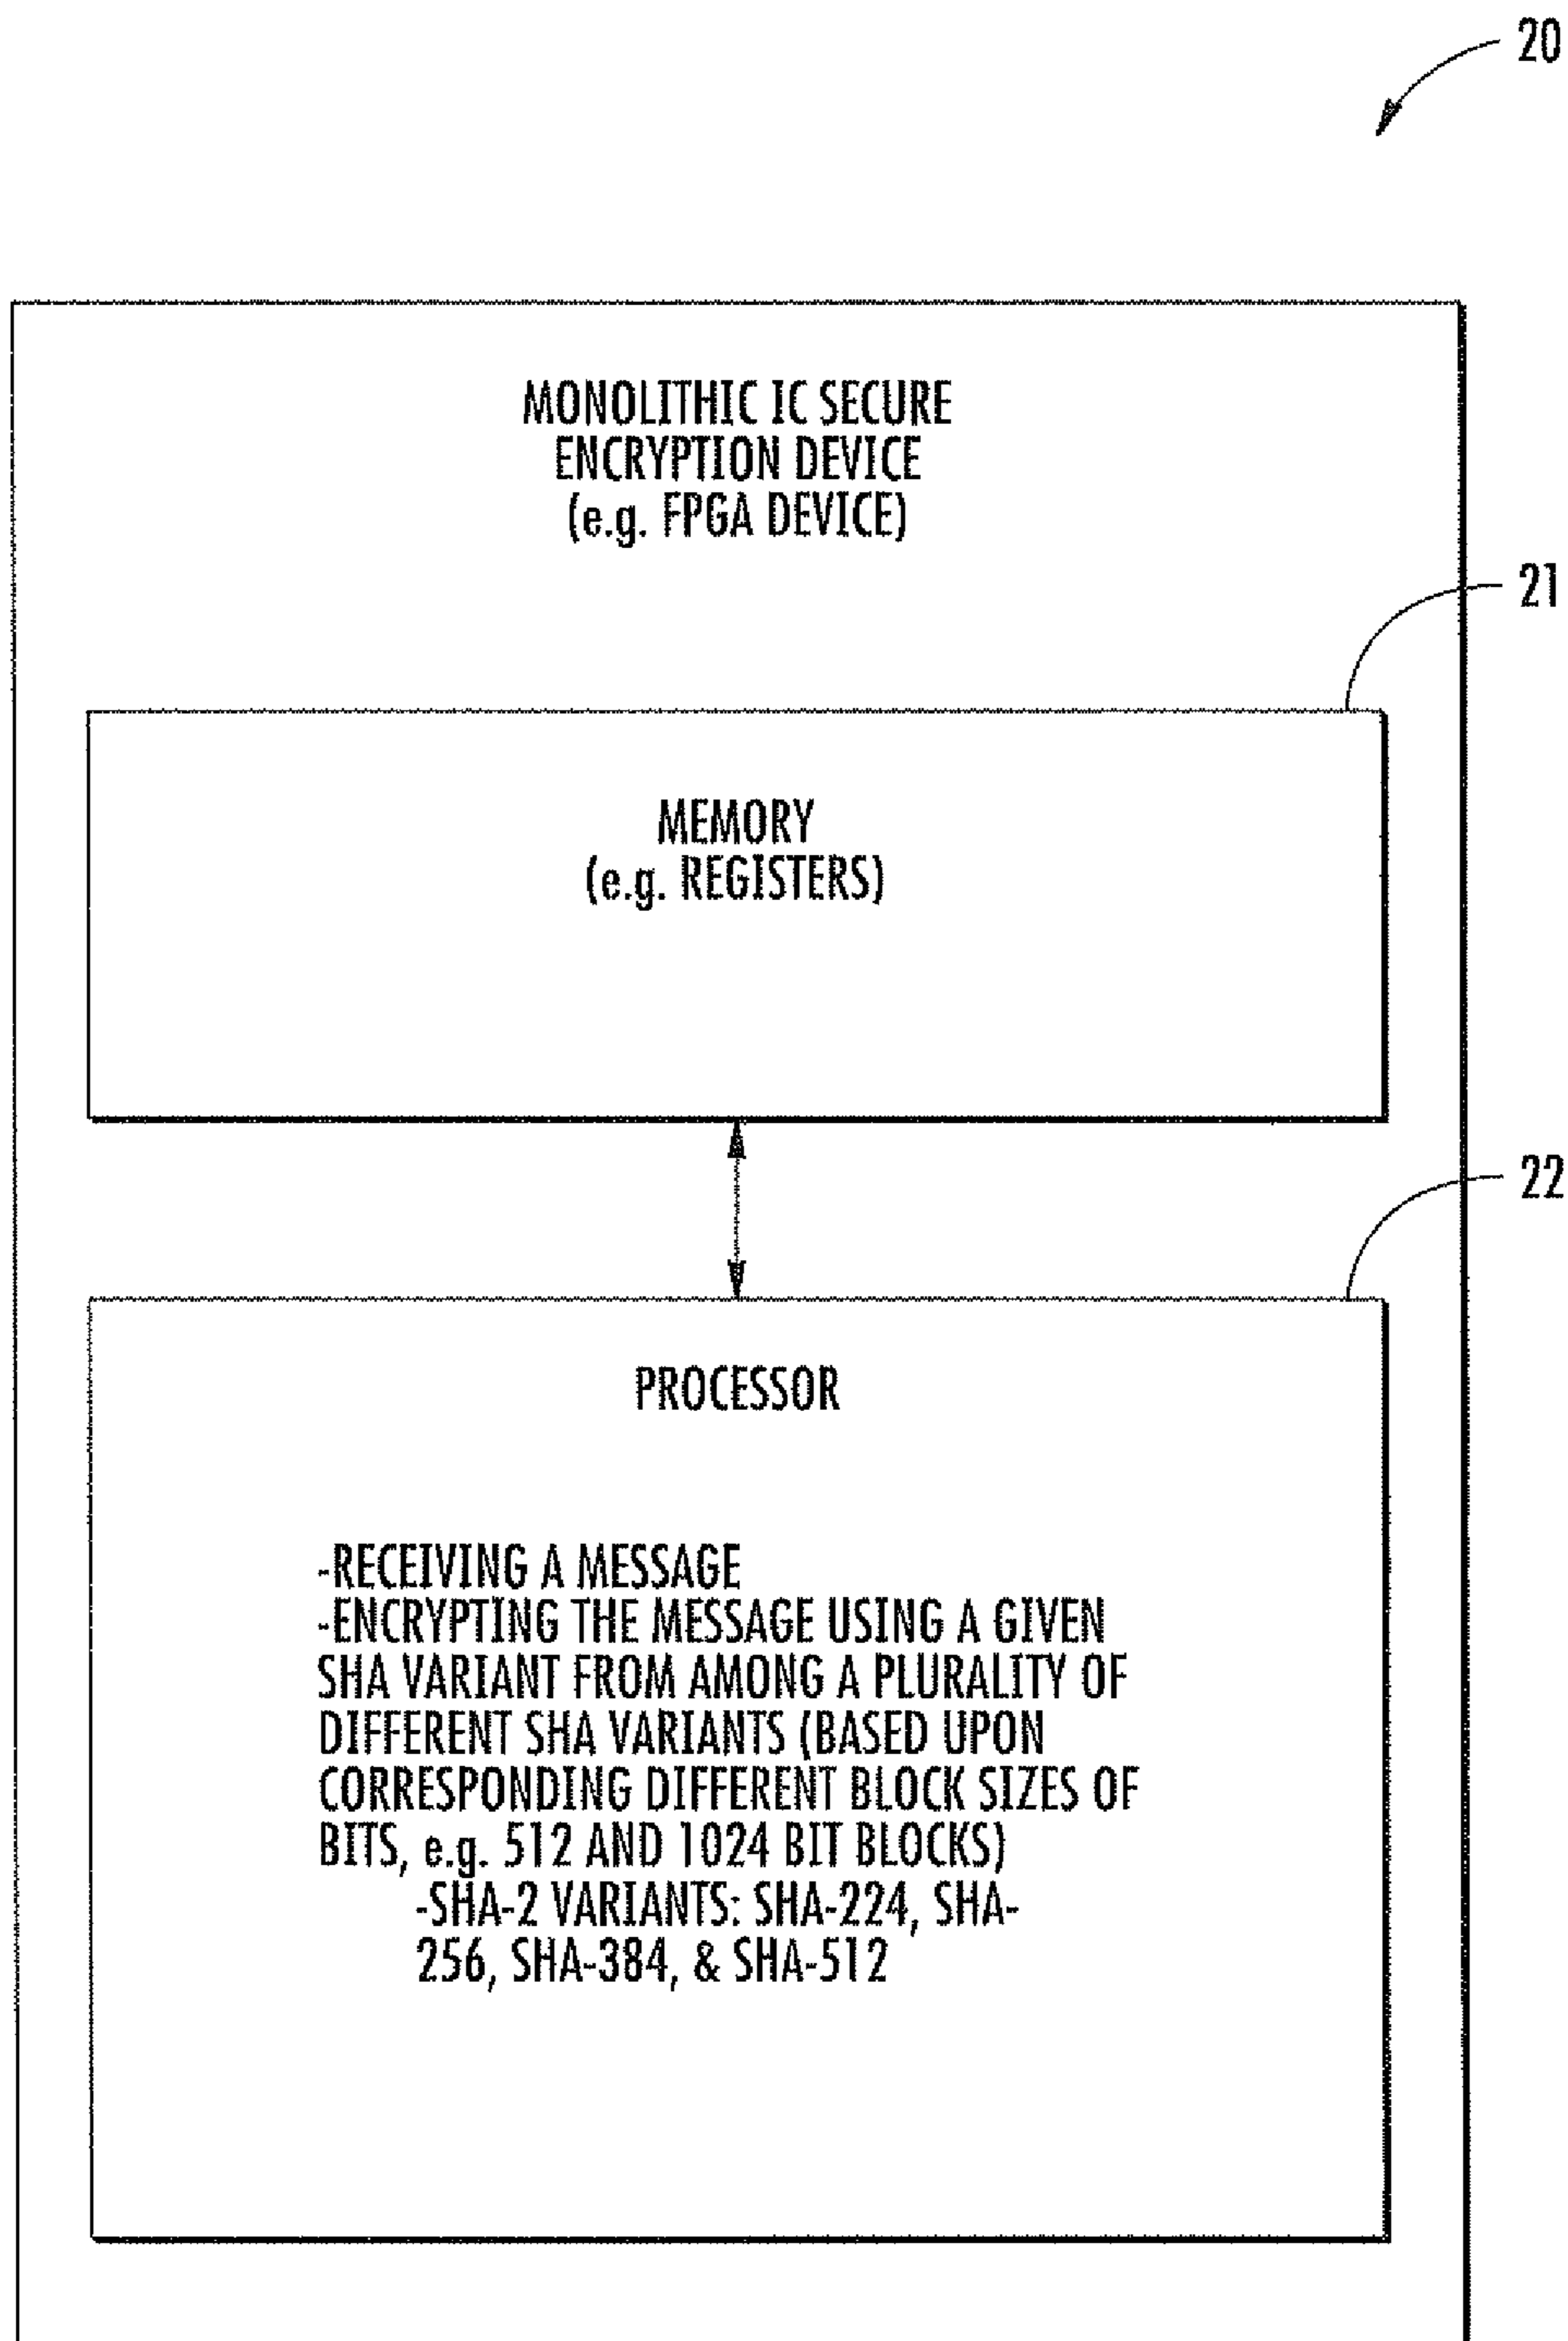 20
MONOLITHIC IC SECURE
ENCRYPTION DEVICE
(e.g. FPGA DEVICE)
21
MEMORY
(e.g. REGISTERS)
22
PROCESSOR
-RECEIVING A MESSAGE
-ENCRYPTING THE MESSAGE USING A GIVEN
SHA VARIANT FROM AMONG A PLURALITY OF
DIFFERENT SHA VARIANTS (BASED UPON
CORRESPONDING DIFFERENT BLOCK SIZES OF
BITS, e.g. 512 AND 1024 BIT BLOCKS)
-SHA-2 VARIANTS: SHA-224, SHA-
256, SHA-384, & SHA-512